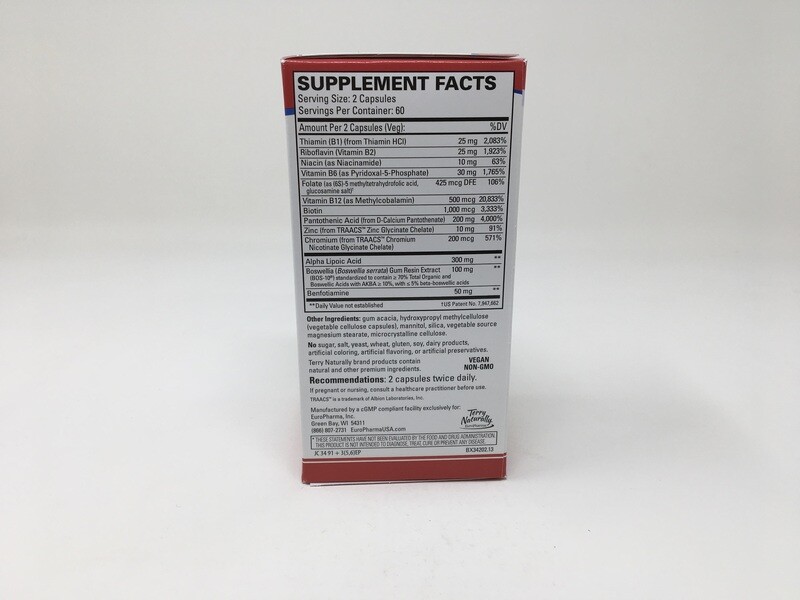 SUPPLEMENT FACTS
Serving Size: 2 Capsules
Servings Per Container: 60
Amount Per 2 Capsules (Veg): %DV
Thiamin (B1) (from Thiamin HCl) 25 mg 2,083%
Riboflavin (Vitamin B2) 25 mg 1,923%
Niacin (as Niacinamide) 10 mg 63%
Vitamin B6 (as Pyridoxal-5-Phosphate) 30 mg 1,765%
Folate (as (6S)-5 methyltetrahydrofolic acid, 425 mcg DFE 106%
glucosamine salt)†
Vitamin B12 (as Methylcobalamin) 500 mcg 20,833%
Biotin 1,000 mcg 3,333%
Pantothenic Acid (from D-Calcium Pantothenate) 200 mg 4,000%
Zinc (from TRAACS™ Zinc Glycinate Chelate) 10 mg 91%
Chromium (from TRAACS™ Chromium 200 mcg 571%
Nicotinate Glycinate Chelate)
Alpha Lipoic Acid 300 mg **
Boswellia (Boswellia serrata) Gum Resin Extract 100 mg **
(BOS-10®) standardized to contain ≥ 70% Total Organic and
Boswellic Acids with AKBA ≥ 10%, with ≤ 5% beta-boswellic acids
Benfotiamine 50 mg **
**Daily Value not established †US Patent No. 7,947,662
Other Ingredients: gum acacia, hydroxypropyl methylcellulose
(vegetable cellulose capsules), mannitol, silica, vegetable source
magnesium stearate, microcrystalline cellulose.
No sugar, salt, yeast, wheat, gluten, soy, dairy products,
artificial coloring, artificial flavoring, or artificial preservatives.
Terry Naturally brand products contain
natural and other premium ingredients.
VEGAN
NON-GMO
Recommendations: 2 capsules twice daily.
If pregnant or nursing, consult a healthcare practitioner before use.
TRAACS™ is a trademark of Albion Laboratories, Inc.
Manufactured by a cGMP compliant facility exclusively for:
EuroPharma, Inc.
Green Bay, WI 54311
(866) 807-2731 EuroPharmaUSA.com
Terry
Naturally
* THESE STATEMENTS HAVE NOT BEEN EVALUATED BY THE FOOD AND DRUG ADMINISTRATION.
THIS PRODUCT IS NOT INTENDED TO DIAGNOSE, TREAT, CURE OR PREVENT ANY DISEASE.
JC 34 91 + 3(5,6)EP BX34202.13